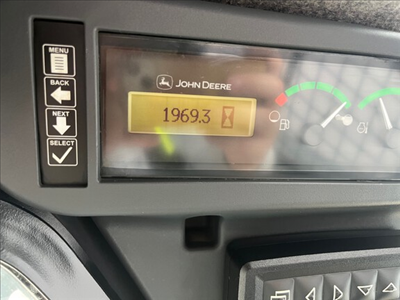 MENU
BACK
NEXT
SELECT
JOHN DEERE
1969.3